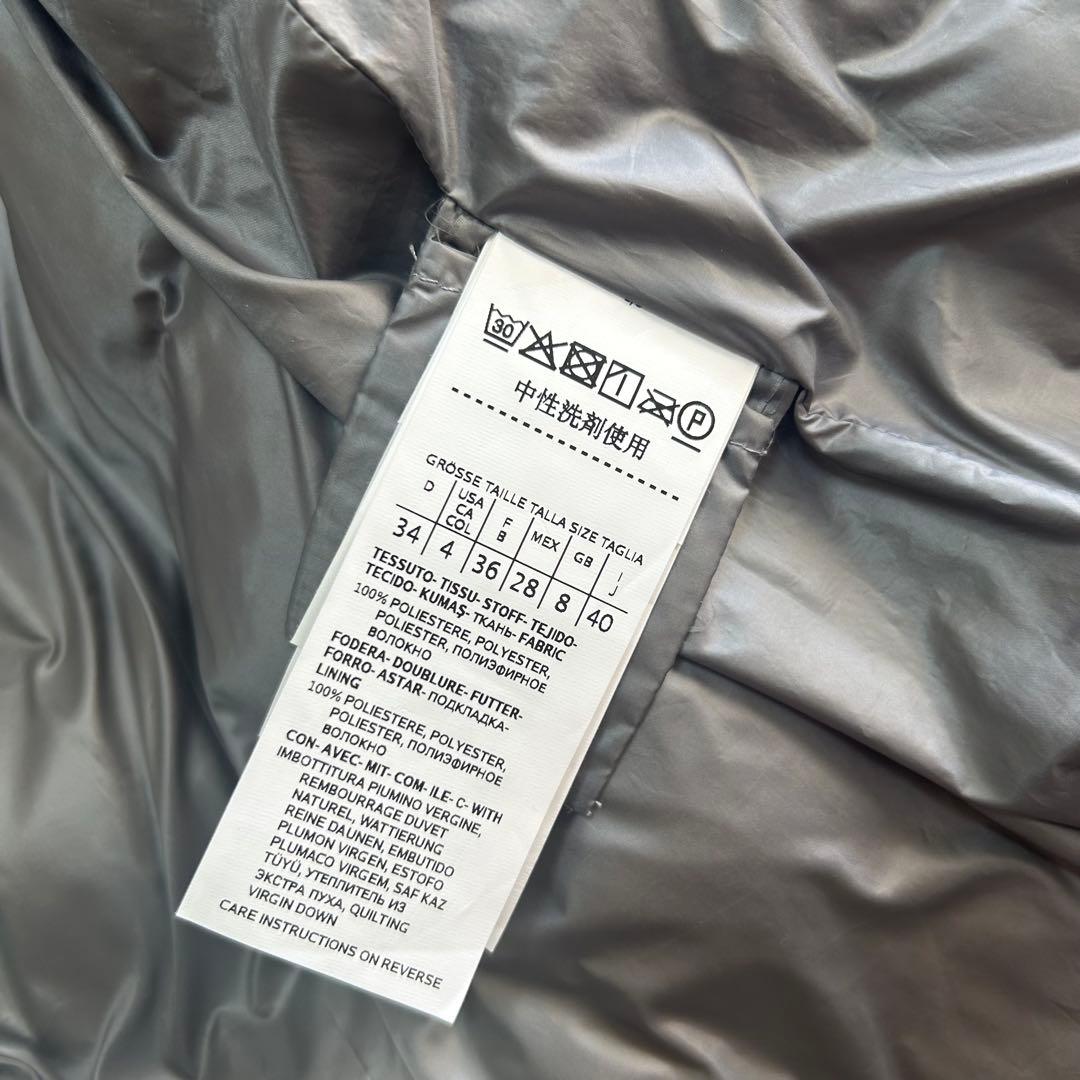 30 P
中性洗剤使用
GRÖSSE TAILLE TALLA SIZE TAGLIA
D USA CA COL F B MEX GB I J
34 4 36 28 8 40
TESSUTO- TISSU- STOFF- TEJIDO-
TECIDO- KUMAŞ- ТКАНЬ- FABRIC
100% POLIESTERE, POLYESTER,
POLIESTER, ПОЛИЭФИРНОЕ
ВОЛОКНО
FODERA- DOUBLURE- FUTTER-
FORRO- ASTAR- ПОДКЛАДКА-
LINING
100% POLIESTERE, POLYESTER,
POLIESTER, ПОЛИЭФИРНОЕ
ВОЛОКНО
CON- AVEC- MIT- COM- ILE- C- WITH
IMBOTTITURA PIUMINO VERGINE,
REMBOURRAGE DUVET
NATUREL, WATTIERUNG
REINE DAUNEN, EMBUTIDO
PLUMON VIRGEN, ESTOFO
PLUMACO VIRGEM, SAF KAZ
TÜYÜ, УТЕПЛИТЕЛЬ ИЗ
ЭКСТРА ПУХА, QUILTING
VIRGIN DOWN
CARE INSTRUCTIONS ON REVERSE